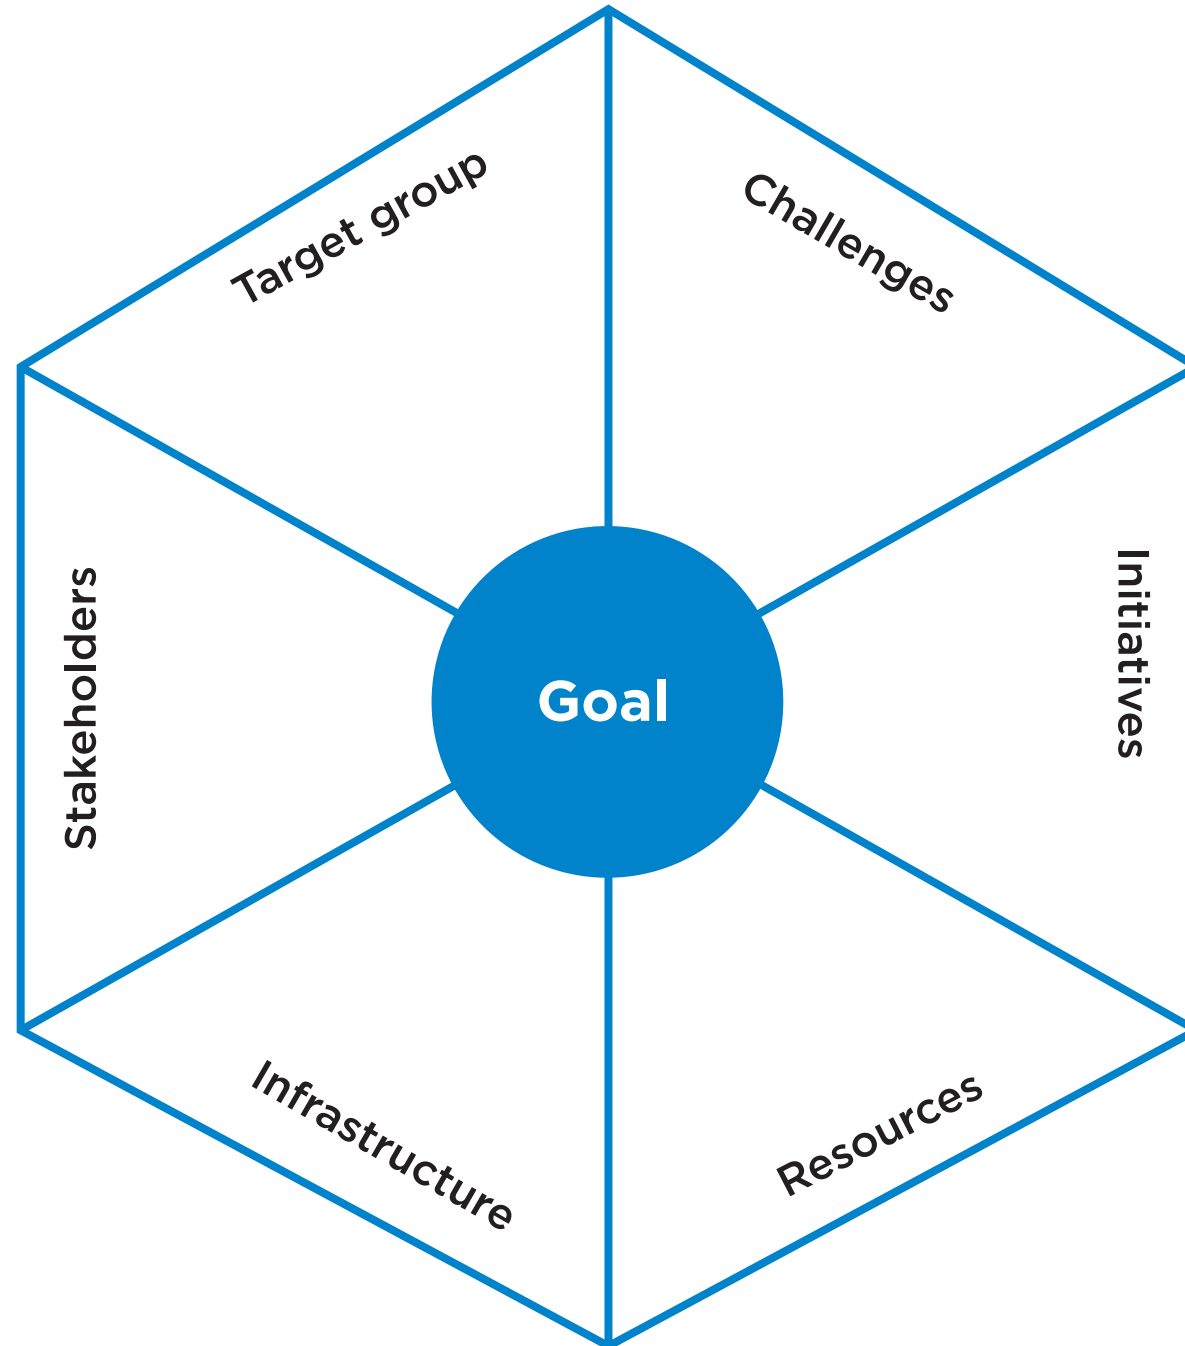 Target group
Challenges
Initiatives
Stakeholders
Goal
Infrastructure
Resources